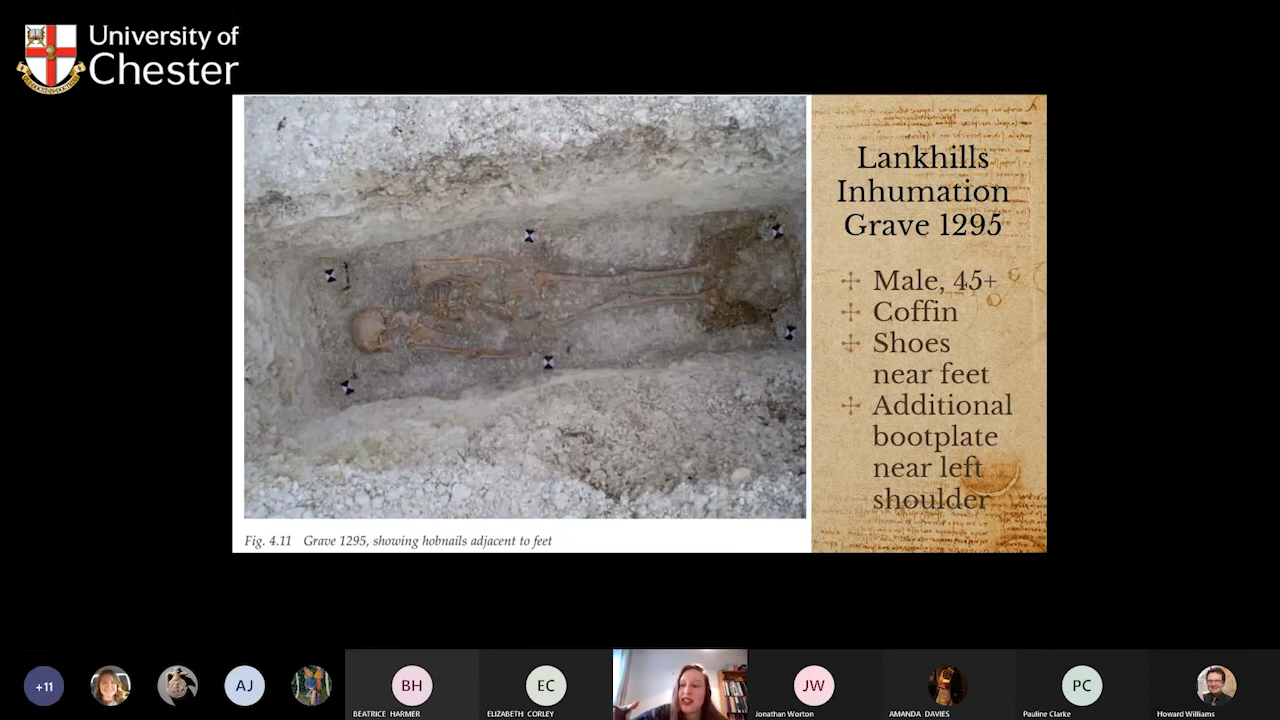 University of
Chester
Lankhills
Inhumation
Grave 1295
Male, 45+
Coffin
Shoes
near feet
Additional
bootplate
near left
shoulder
Fig. 4.11 Grave 1295, showing hobnails adjacent to feet
+11
AJ
BH
EC
JW
PC
BEATRICE HARMER
ELIZABETH CORLEY
Jonathan Worton
AMANDA DAVIES
Pauline Clarke
Howard Williams